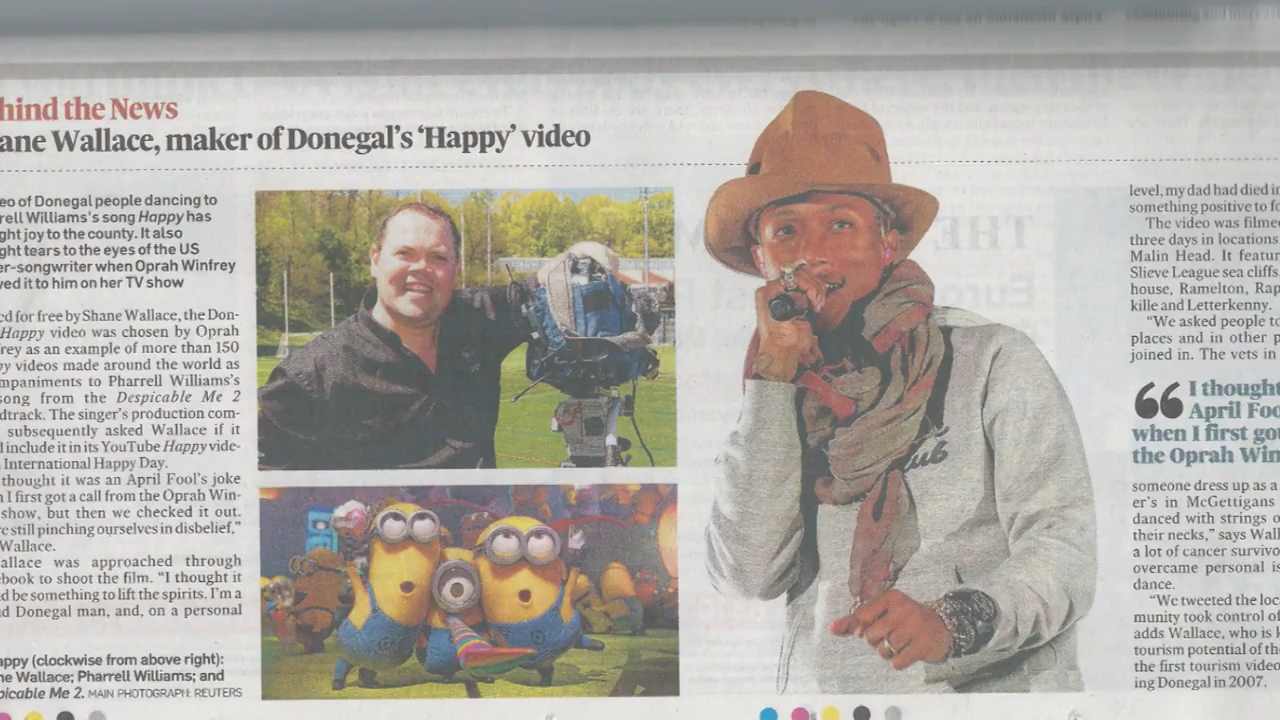 hind the News
ane Wallace, maker of Donegal's 'Happy' video
eo of Donegal people dancing to
rell Williams's song Happy has
ght joy to the county. It also
ght tears to the eyes of the US
er-songwriter when Oprah Winfrey
ved it to him on her TV show
ed for free by Shane Wallace, the Don-
Happy video was chosen by Oprah
frey as an example of more than 150
py videos made around the world as
mpaniments to Pharrell Williams's
song from the Despicable Me 2
dtrack. The singer's production com-
subsequently asked Wallace if it
d include it in its YouTube Happy vide-
International Happy Day.
thought it was an April Fool's joke
n I first got a call from the Oprah Win-
show, but then we checked it out.
re still pinching ourselves in disbelief,"
Wallace.
allace was approached through
ebook to shoot the film. "I thought it
d be something to lift the spirits. I'm a
d Donegal man, and, on a personal
appy (clockwise from above right):
ne Wallace; Pharrell Williams; and
picable Me 2. MAIN PHOTOGRAPH: REUTERS
level, my dad had died i
something positive to fo
The video was filme
three days in locations
Malin Head. It featur
Slieve League sea cliffs
house, Ramelton, Rap
kille and Letterkenny.
"We asked people to
places and in other p
joined in. The vets in
“ I though
April Foo
when I first go
the Oprah Win
someone dress up as a
er's in McGettigans
danced with strings o
their necks," says Wall
a lot of cancer survivo
overcame personal is
dance.
"We tweeted the loc
munity took control of
adds Wallace, who is k
tourism potential of the
the first tourism video
ing Donegal in 2007.